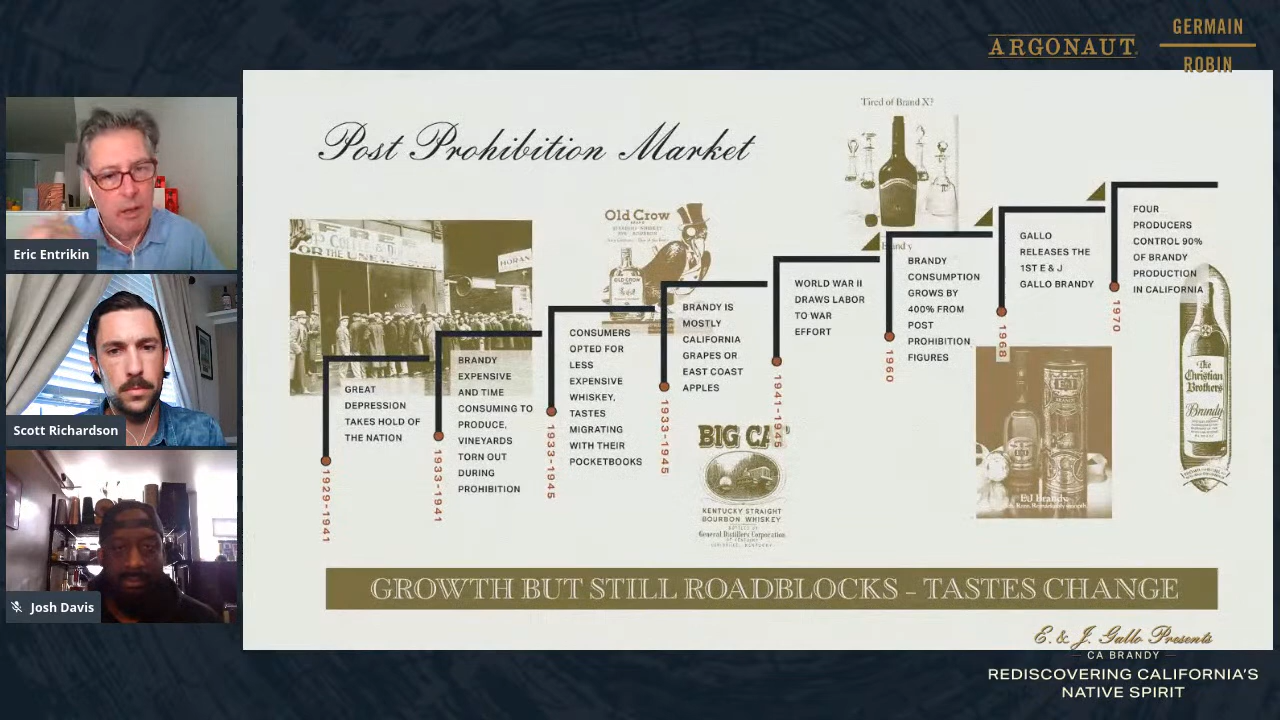 ARGONAUT.
GERMAIN
ROBIN
Eric Entrikin
Scott Richardson
Josh Davis
Post Prohibition Market
Tired of Brand X?
Old Crow
GREAT
DEPRESSION
TAKES HOLD OF
THE NATION
1929-1941
BRANDY
EXPENSIVE
AND TIME
CONSUMING TO
PRODUCE,
VINEYARDS
TORN OUT
DURING
PROHIBITION
1933-1941
CONSUMERS
OPTED FOR
LESS
EXPENSIVE
WHISKEY,
TASTES
MIGRATING
WITH THEIR
POCKETBOOKS
1933-1945
BRANDY IS
MOSTLY
CALIFORNIA
GRAPES OR
EAST COAST
APPLES
1933-1945
WORLD WAR II
DRAWS LABOR
TO WAR
EFFORT
1941-1945
BRANDY
CONSUMPTION
GROWS BY
400% FROM
POST
PROHIBITION
FIGURES
1960
GALLO
RELEASES THE
1ST E & J
GALLO BRANDY
1968
FOUR
PRODUCERS
CONTROL 90%
OF BRANDY
PRODUCTION
IN CALIFORNIA
1970
BIG
KENTUCKY STRAIGHT
BOURBON WHISKEY
General Distillers Corporation
E&J Brandy
The
Christian
Brothers
Brandy
GROWTH BUT STILL ROADBLOCKS - TASTES CHANGE
E. & J. Gallo Presents
CA BRANDY
REDISCOVERING CALIFORNIA'S
NATIVE SPIRIT